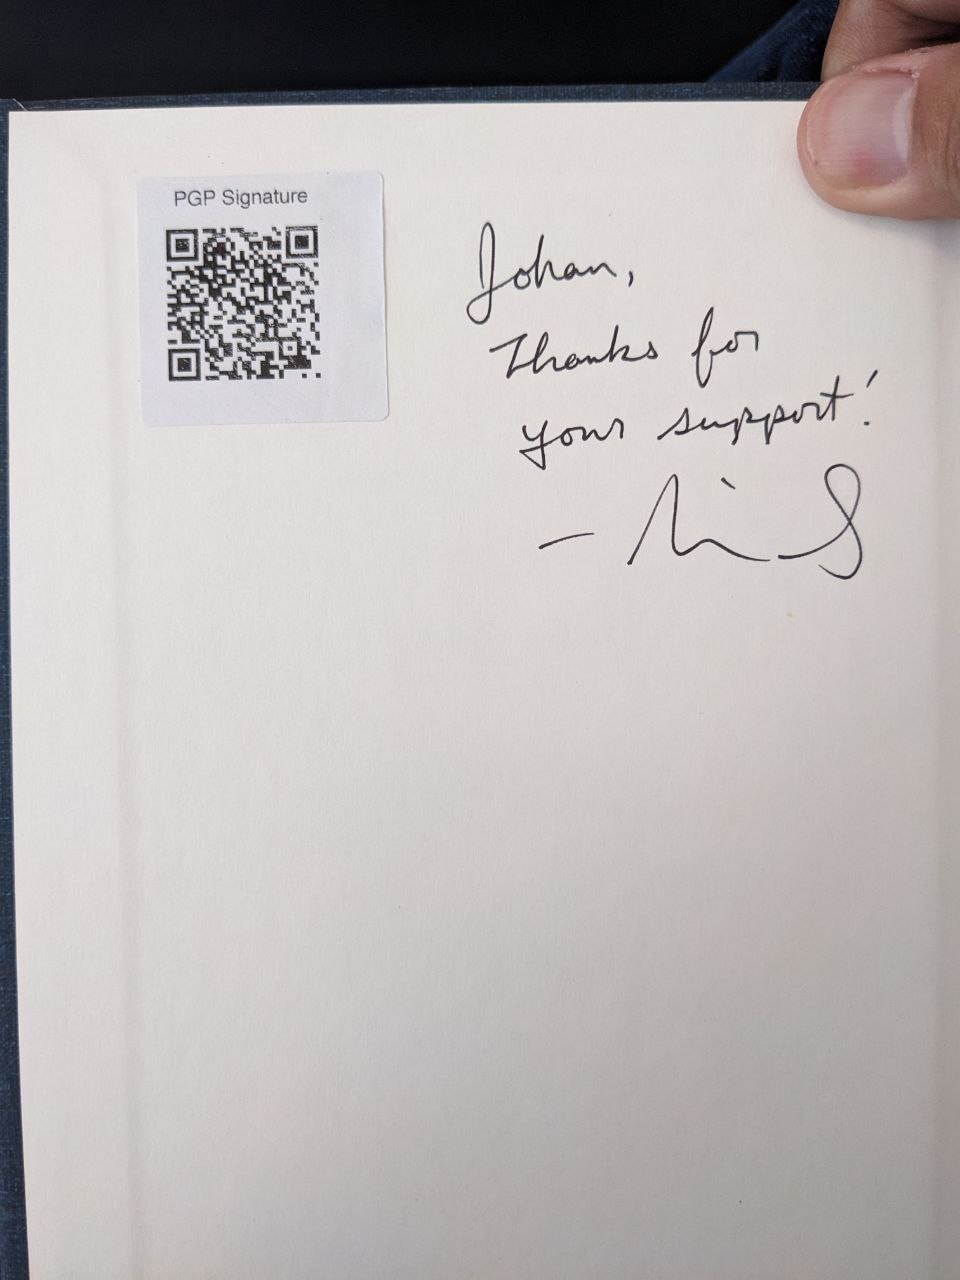 PGP Signature
Johan,
Thanks for
your support!
—